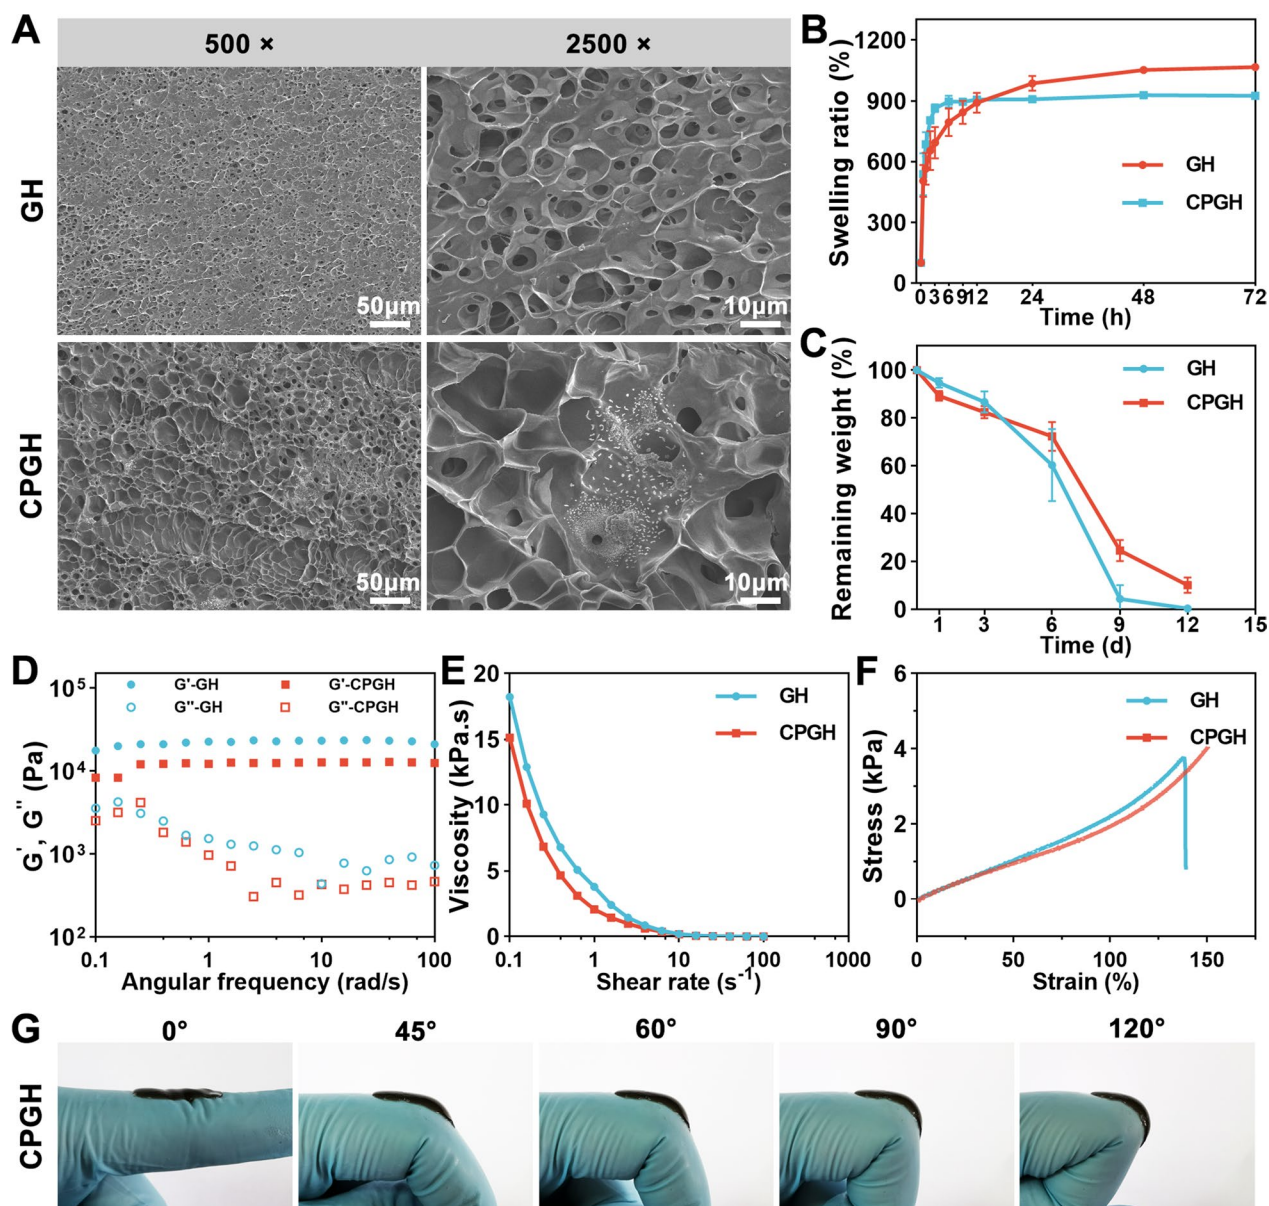 A
500 ×
2500 ×
GH
50μm
10μm
CPGH
50μm
10μm
B
Swelling ratio (%)
1200
900
600
300
0
GH
CPGH
0 3 6 9 12 24 48 72
Time (h)
C
Remaining weight (%)
100
80
60
40
20
0
GH
CPGH
1 3 6 9 12 15
Time (d)
D
G', G'' (Pa)
10⁵
10⁴
10³
10²
G'-GH
G'-CPGH
G''-GH
G''-CPGH
0.1 1 10 100
Angular frequency (rad/s)
E
Viscosity (kPa.s)
20
15
10
5
0
GH
CPGH
0.1 1 10 100 1000
Shear rate (s⁻¹)
F
Stress (kPa)
6
4
2
0
GH
CPGH
0 50 100 150
Strain (%)
G
0°
45°
60°
90°
120°
CPGH